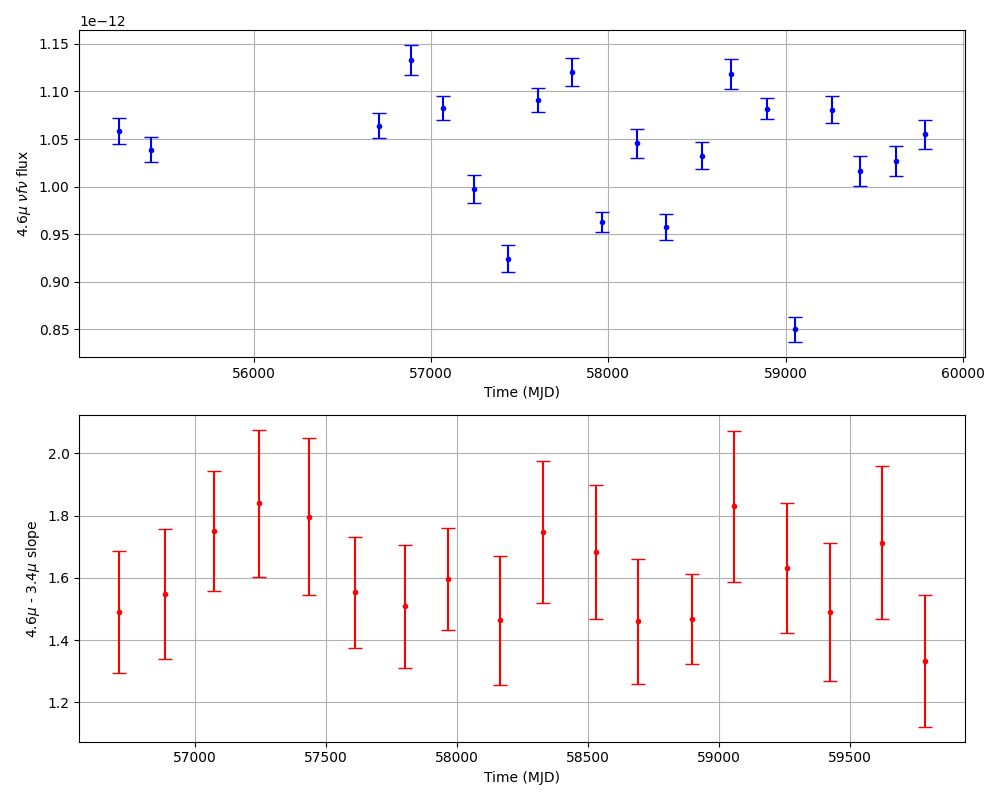 1e−12
1.15
1.10
1.05
1.00
0.95
0.90
0.85
4.6μ νfν flux
56000 57000 58000 59000 60000
Time (MJD)
2.0
1.8
1.6
1.4
1.2
4.6μ - 3.4μ slope
57000 57500 58000 58500 59000 59500
Time (MJD)